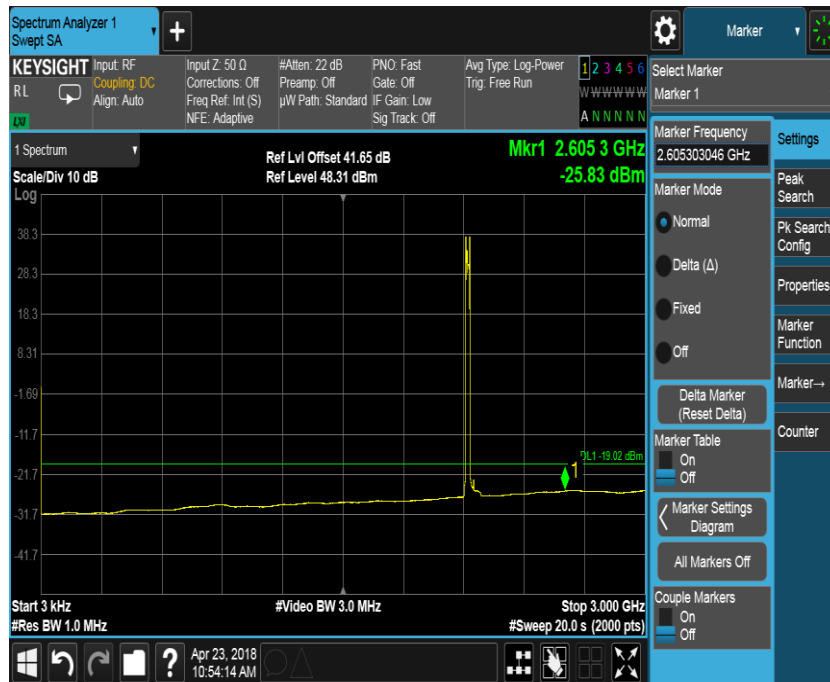 Spectrum Analyzer 1
Swept SA
Marker
KEYSIGHT
RL
LXI
Input: RF
Coupling: DC
Align: Auto
Input Z: 50 Ω
Corrections: Off
Freq Ref: Int (S)
NFE: Adaptive
#Atten: 22 dB
Preamp: Off
µW Path: Standard
PNO: Fast
Gate: Off
IF Gain: Low
Sig Track: Off
Avg Type: Log-Power
Trig: Free Run
1 2 3 4 5 6
W W W W W W
A N N N N N
Select Marker
Marker 1
1 Spectrum
Scale/Div 10 dB
Log
Ref Lvl Offset 41.65 dB
Ref Level 48.31 dBm
Mkr1 2.605 3 GHz
-25.83 dBm
38.3
28.3
18.3
8.31
-1.69
-11.7
-21.7
-31.7
-41.7
DL1 -19.02 dBm
1
Start 3 kHz
#Video BW 3.0 MHz
Stop 3.000 GHz
#Res BW 1.0 MHz
#Sweep 20.0 s (2000 pts)
Marker Frequency
2.605303046 GHz
Marker Mode
Normal
Delta (Δ)
Fixed
Off
Delta Marker
(Reset Delta)
Marker Table
On
Off
Marker Settings
Diagram
All Markers Off
Couple Markers
On
Off
Settings
Peak
Search
Pk Search
Config
Properties
Marker
Function
Marker→
Counter
?
Apr 23, 2018
10:54:14 AM